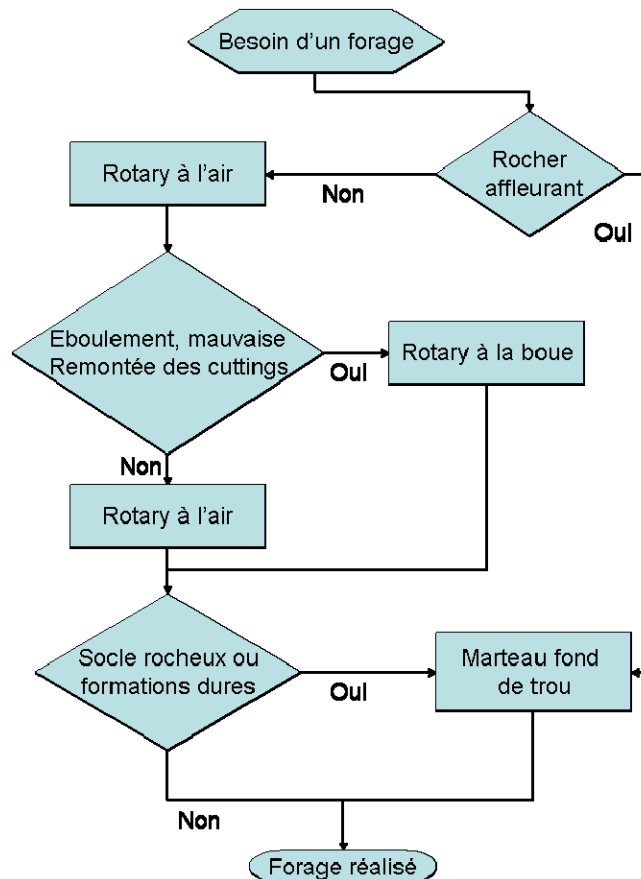 Besoin d'un forage
Rocher
affleurant
Rotary à l'air
Non
Oui
Eboulement, mauvaise
Remontée des cuttings
Oui
Rotary à la boue
Non
Rotary à l'air
Socle rocheux ou
formations dures
Oui
Marteau fond
de trou
Non
Forage réalisé